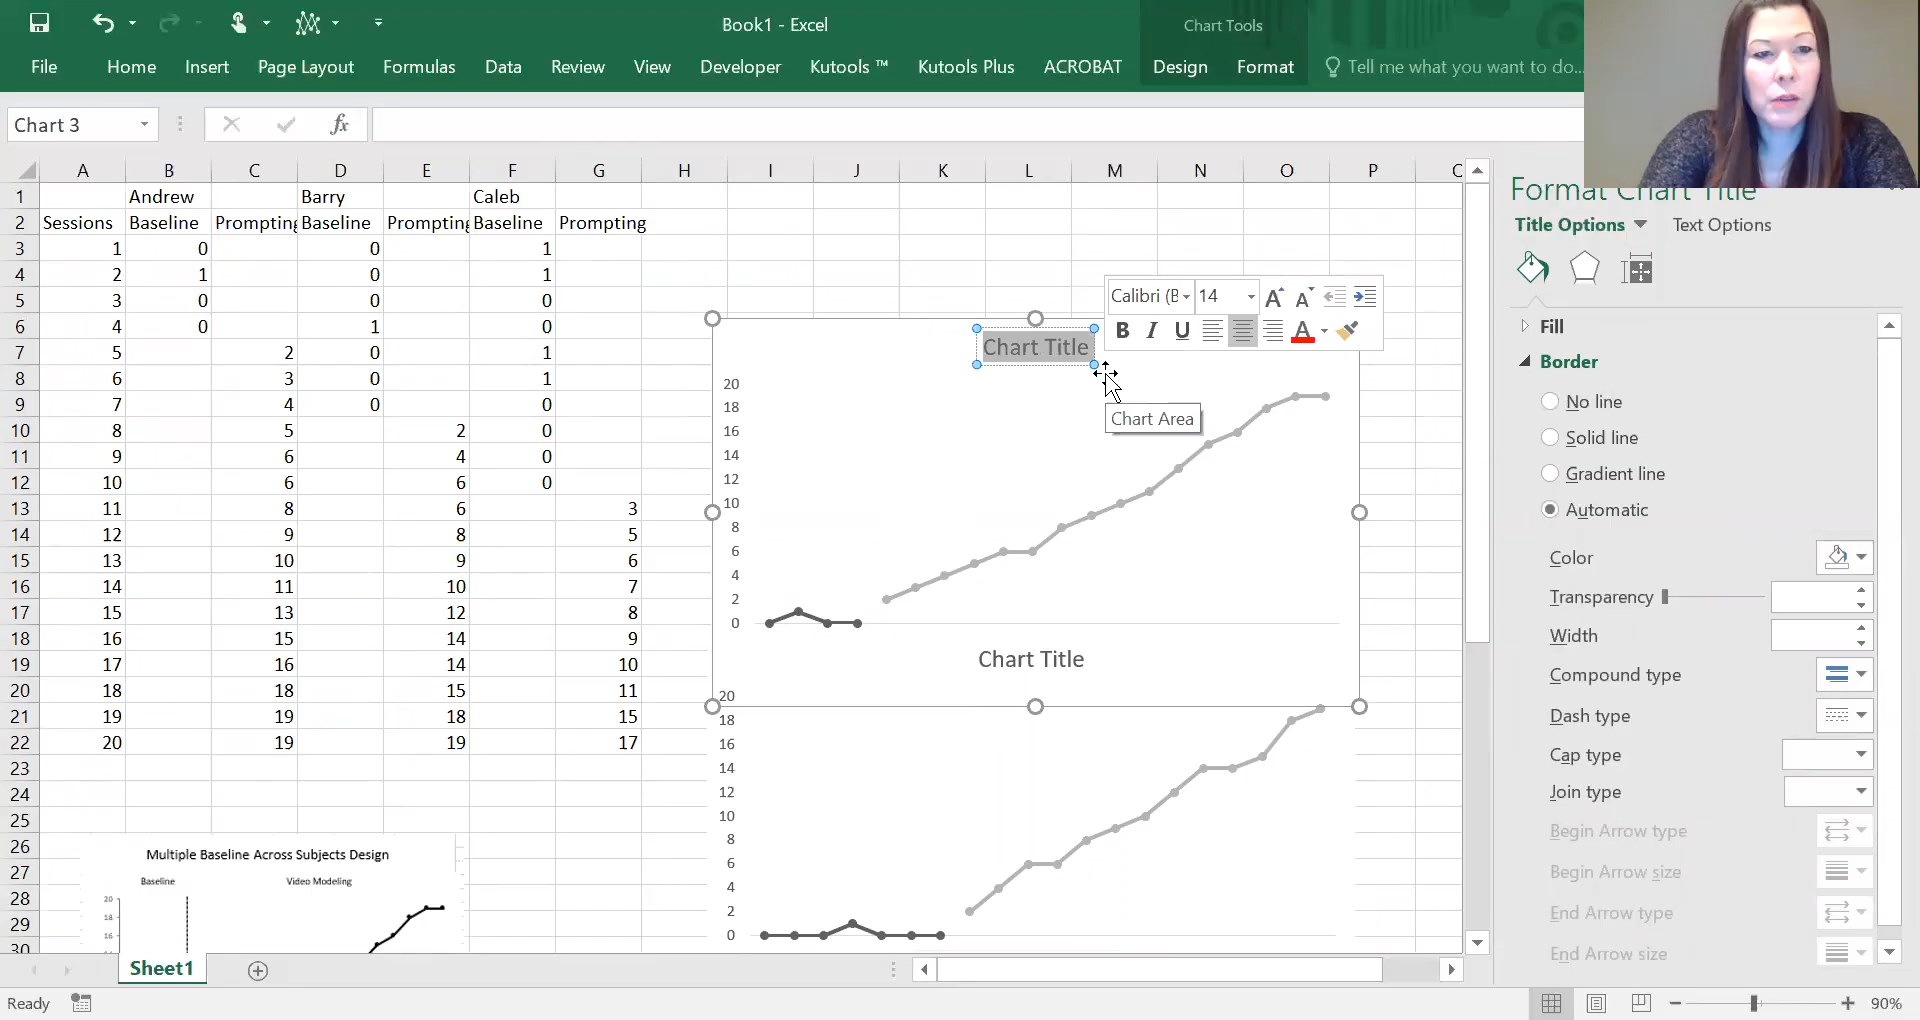 Book1 - Excel
Chart Tools
File Home Insert Page Layout Formulas Data Review View Developer Kutools ™ Kutools Plus ACROBAT Design Format Tell me what you want to do...
Chart 3 fx
A B C D E F G H I J K L M N O P
1 Andrew Barry Caleb
2 Sessions Baseline Prompting Baseline Prompting Baseline Prompting
3 1 0 0 1
4 2 1 0 1
5 3 0 0 0
6 4 0 1 0
7 5 2 0 1
8 6 3 0 1
9 7 4 0 0
10 8 5 2 0
11 9 6 4 0
12 10 6 6 0
13 11 8 6 3
14 12 9 8 5
15 13 10 9 6
16 14 11 10 7
17 15 13 12 8
18 16 15 14 9
19 17 16 14 10
20 18 18 15 11
21 19 19 18 15
22 20 19 19 17
23
24
25
26
27
28
29
30
Multiple Baseline Across Subjects Design
Baseline Video Modeling
20
18
16
Calibri (B 14
B I U A
Chart Title
Chart Area
20
18
16
14
12
10
8
6
4
2
0
Chart Title
20
18
16
14
12
10
8
6
4
2
0
Format Chart Title
Title Options Text Options
Fill
Border
No line
Solid line
Gradient line
Automatic
Color
Transparency
Width
Compound type
Dash type
Cap type
Join type
Begin Arrow type
Begin Arrow size
End Arrow type
End Arrow size
Sheet1
Ready 90%